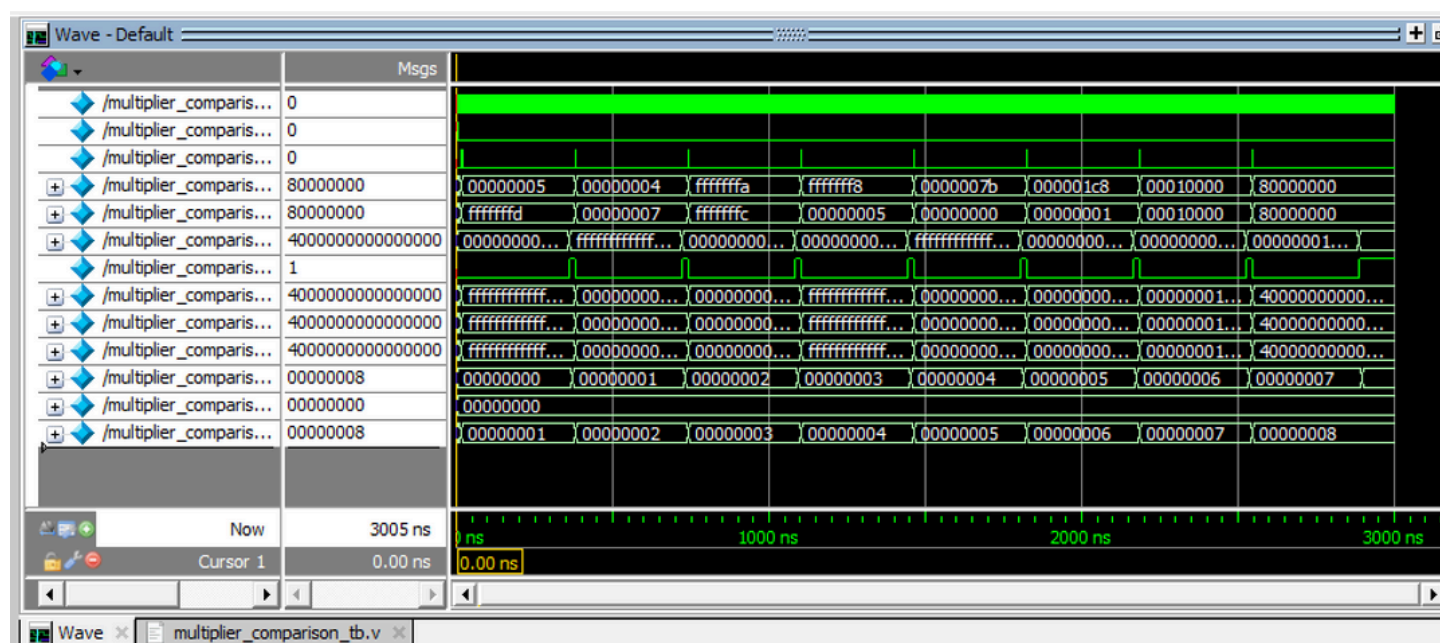 Wave - Default
Msgs
/multiplier_comparis... 0
/multiplier_comparis... 0
/multiplier_comparis... 0
/multiplier_comparis... 80000000 00000005 00000004 fffffffa fffffff8 0000007b 000001c8 00010000 80000000
/multiplier_comparis... 80000000 fffffffd 00000007 fffffffc 00000005 00000000 00000001 00010000 80000000
/multiplier_comparis... 4000000000000000 00000000... ffffffffffff... 00000000... 00000000... ffffffffffff... 00000000... 00000000... 00000001...
/multiplier_comparis... 1
/multiplier_comparis... 4000000000000000 ffffffffffff... 00000000... 00000000... ffffffffffff... 00000000... 00000000... 00000001... 40000000000...
/multiplier_comparis... 4000000000000000 ffffffffffff... 00000000... 00000000... ffffffffffff... 00000000... 00000000... 00000001... 40000000000...
/multiplier_comparis... 4000000000000000 ffffffffffff... 00000000... 00000000... ffffffffffff... 00000000... 00000000... 00000001... 40000000000...
/multiplier_comparis... 00000008 00000000 00000001 00000002 00000003 00000004 00000005 00000006 00000007
/multiplier_comparis... 00000000 00000000
/multiplier_comparis... 00000008 00000001 00000002 00000003 00000004 00000005 00000006 00000007 00000008
Now 3005 ns ns 1000 ns 2000 ns 3000 ns
Cursor 1 0.00 ns 0.00 ns
Wave multiplier_comparison_tb.v